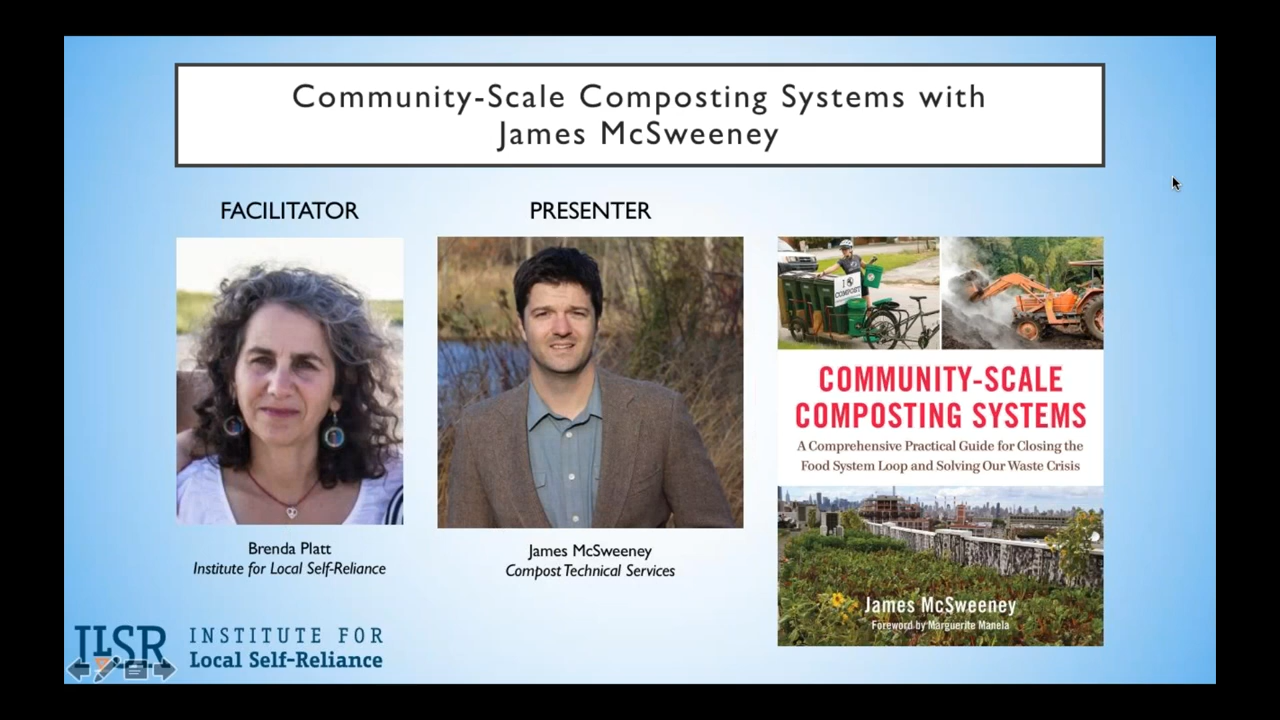 Community-Scale Composting Systems with
James McSweeney
FACILITATOR
PRESENTER
I
COMPOST
COMMUNITY-SCALE
COMPOSTING SYSTEMS
A Comprehensive Practical Guide for Closing the
Food System Loop and Solving Our Waste Crisis
James McSweeney
Foreword by Marguerite Manela
Brenda Platt
Institute for Local Self-Reliance
James McSweeney
Compost Technical Services
ILSR
INSTITUTE FOR
Local Self-Reliance